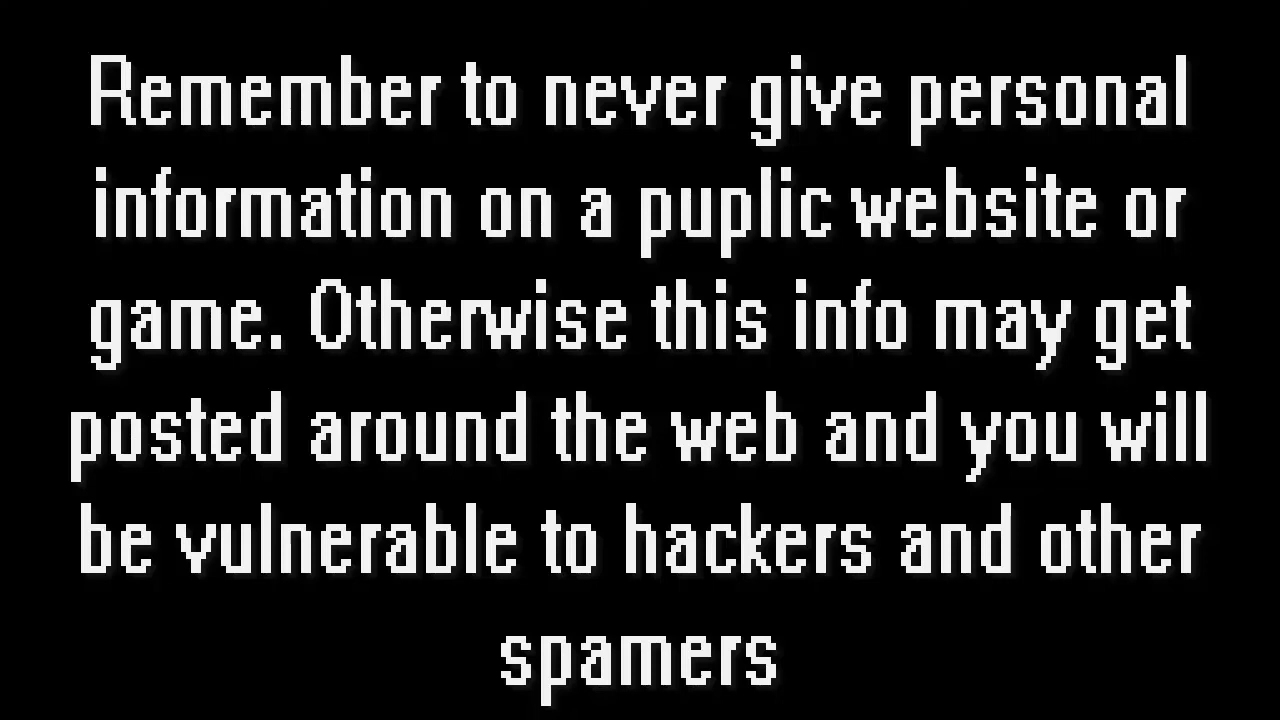 Remember to never give personal
information on a puplic website or
game. Otherwise this info may get
posted around the web and you will
be vulnerable to hackers and other
spamers